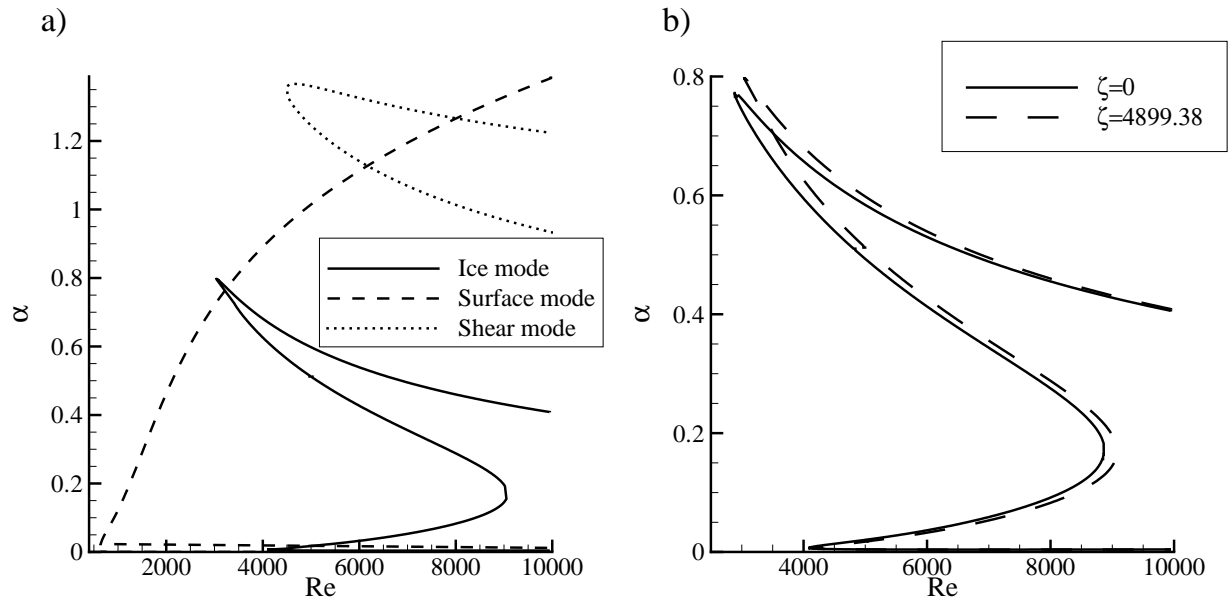 a)
α
1.2
1
0.8
0.6
0.4
0.2
0
2000 4000 6000 8000 10000
Re
Ice mode
Surface mode
Shear mode
b)
α
0.8
0.6
0.4
0.2
0
4000 6000 8000 10000
Re
ζ=0
ζ=4899.38